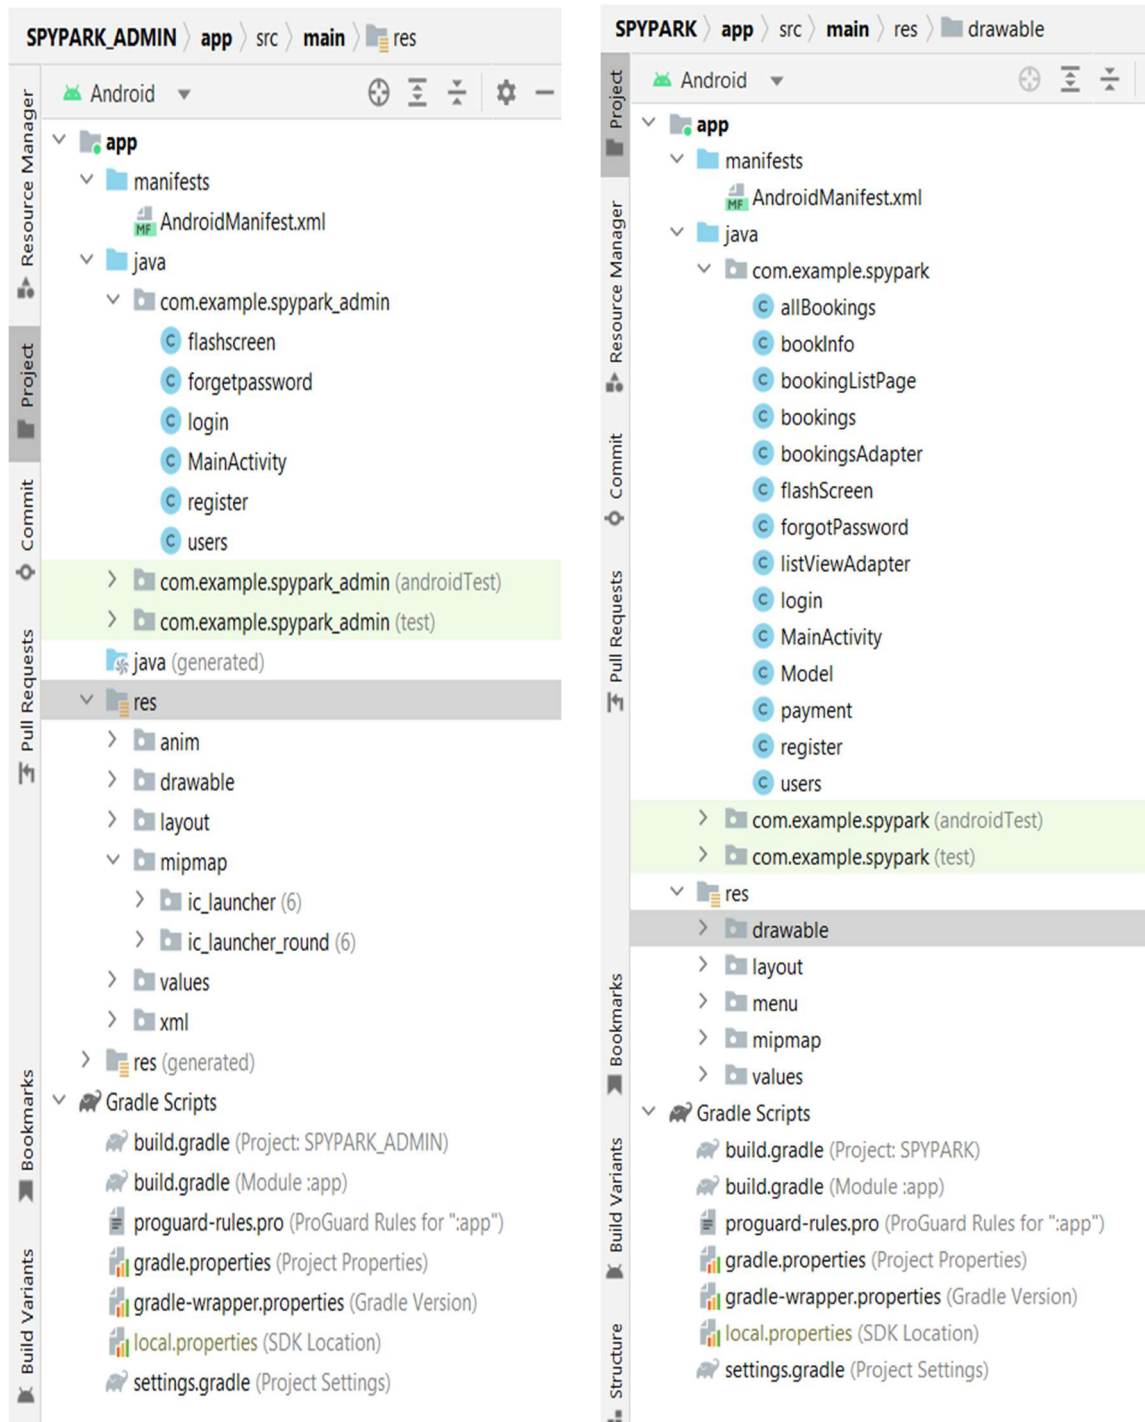 SPYPARK_ADMIN 〉 app 〉 src 〉 main 〉 res
Android
app
manifests
AndroidManifest.xml
java
com.example.spypark_admin
flashscreen
forgetpassword
login
MainActivity
register
users
com.example.spypark_admin (androidTest)
com.example.spypark_admin (test)
java (generated)
res
anim
drawable
layout
mipmap
ic_launcher (6)
ic_launcher_round (6)
values
xml
res (generated)
Gradle Scripts
build.gradle (Project: SPYPARK_ADMIN)
build.gradle (Module :app)
proguard-rules.pro (ProGuard Rules for ":app")
gradle.properties (Project Properties)
gradle-wrapper.properties (Gradle Version)
local.properties (SDK Location)
settings.gradle (Project Settings)
Resource Manager
Project
Commit
Pull Requests
Bookmarks
Build Variants
SPYPARK 〉 app 〉 src 〉 main 〉 res 〉 drawable
Android
app
manifests
AndroidManifest.xml
java
com.example.spypark
allBookings
bookInfo
bookingListPage
bookings
bookingsAdapter
flashScreen
forgotPassword
listViewAdapter
login
MainActivity
Model
payment
register
users
com.example.spypark (androidTest)
com.example.spypark (test)
res
drawable
layout
menu
mipmap
values
Gradle Scripts
build.gradle (Project: SPYPARK)
build.gradle (Module :app)
proguard-rules.pro (ProGuard Rules for ":app")
gradle.properties (Project Properties)
gradle-wrapper.properties (Gradle Version)
local.properties (SDK Location)
settings.gradle (Project Settings)
Project
Resource Manager
Commit
Pull Requests
Bookmarks
Build Variants
Structure